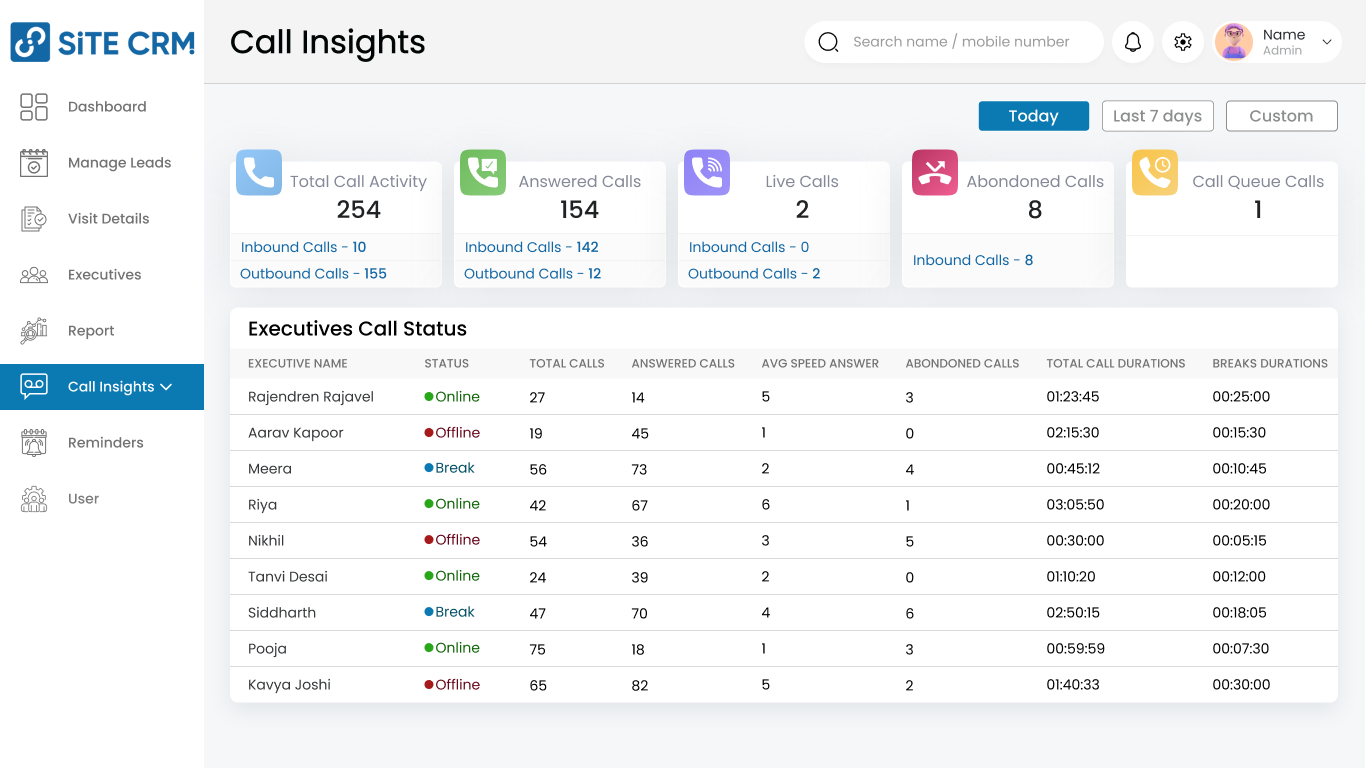 SiTE CRM
Call Insights
Search name / mobile number
Name
Admin
Dashboard
Manage Leads
Visit Details
Executives
Report
Call Insights
Reminders
User
Today
Last 7 days
Custom
Total Call Activity
254
Inbound Calls - 10
Outbound Calls - 155
Answered Calls
154
Inbound Calls - 142
Outbound Calls - 12
Live Calls
2
Inbound Calls - 0
Outbound Calls - 2
Abondoned Calls
8
Inbound Calls - 8
Call Queue Calls
1
Executives Call Status
EXECUTIVE NAME STATUS TOTAL CALLS ANSWERED CALLS AVG SPEED ANSWER ABONDONED CALLS TOTAL CALL DURATIONS BREAKS DURATIONS
Rajendren Rajavel Online 27 14 5 3 01:23:45 00:25:00
Aarav Kapoor Offline 19 45 1 0 02:15:30 00:15:30
Meera Break 56 73 2 4 00:45:12 00:10:45
Riya Online 42 67 6 1 03:05:50 00:20:00
Nikhil Offline 54 36 3 5 00:30:00 00:05:15
Tanvi Desai Online 24 39 2 0 01:10:20 00:12:00
Siddharth Break 47 70 4 6 02:50:15 00:18:05
Pooja Online 75 18 1 3 00:59:59 00:07:30
Kavya Joshi Offline 65 82 5 2 01:40:33 00:30:00